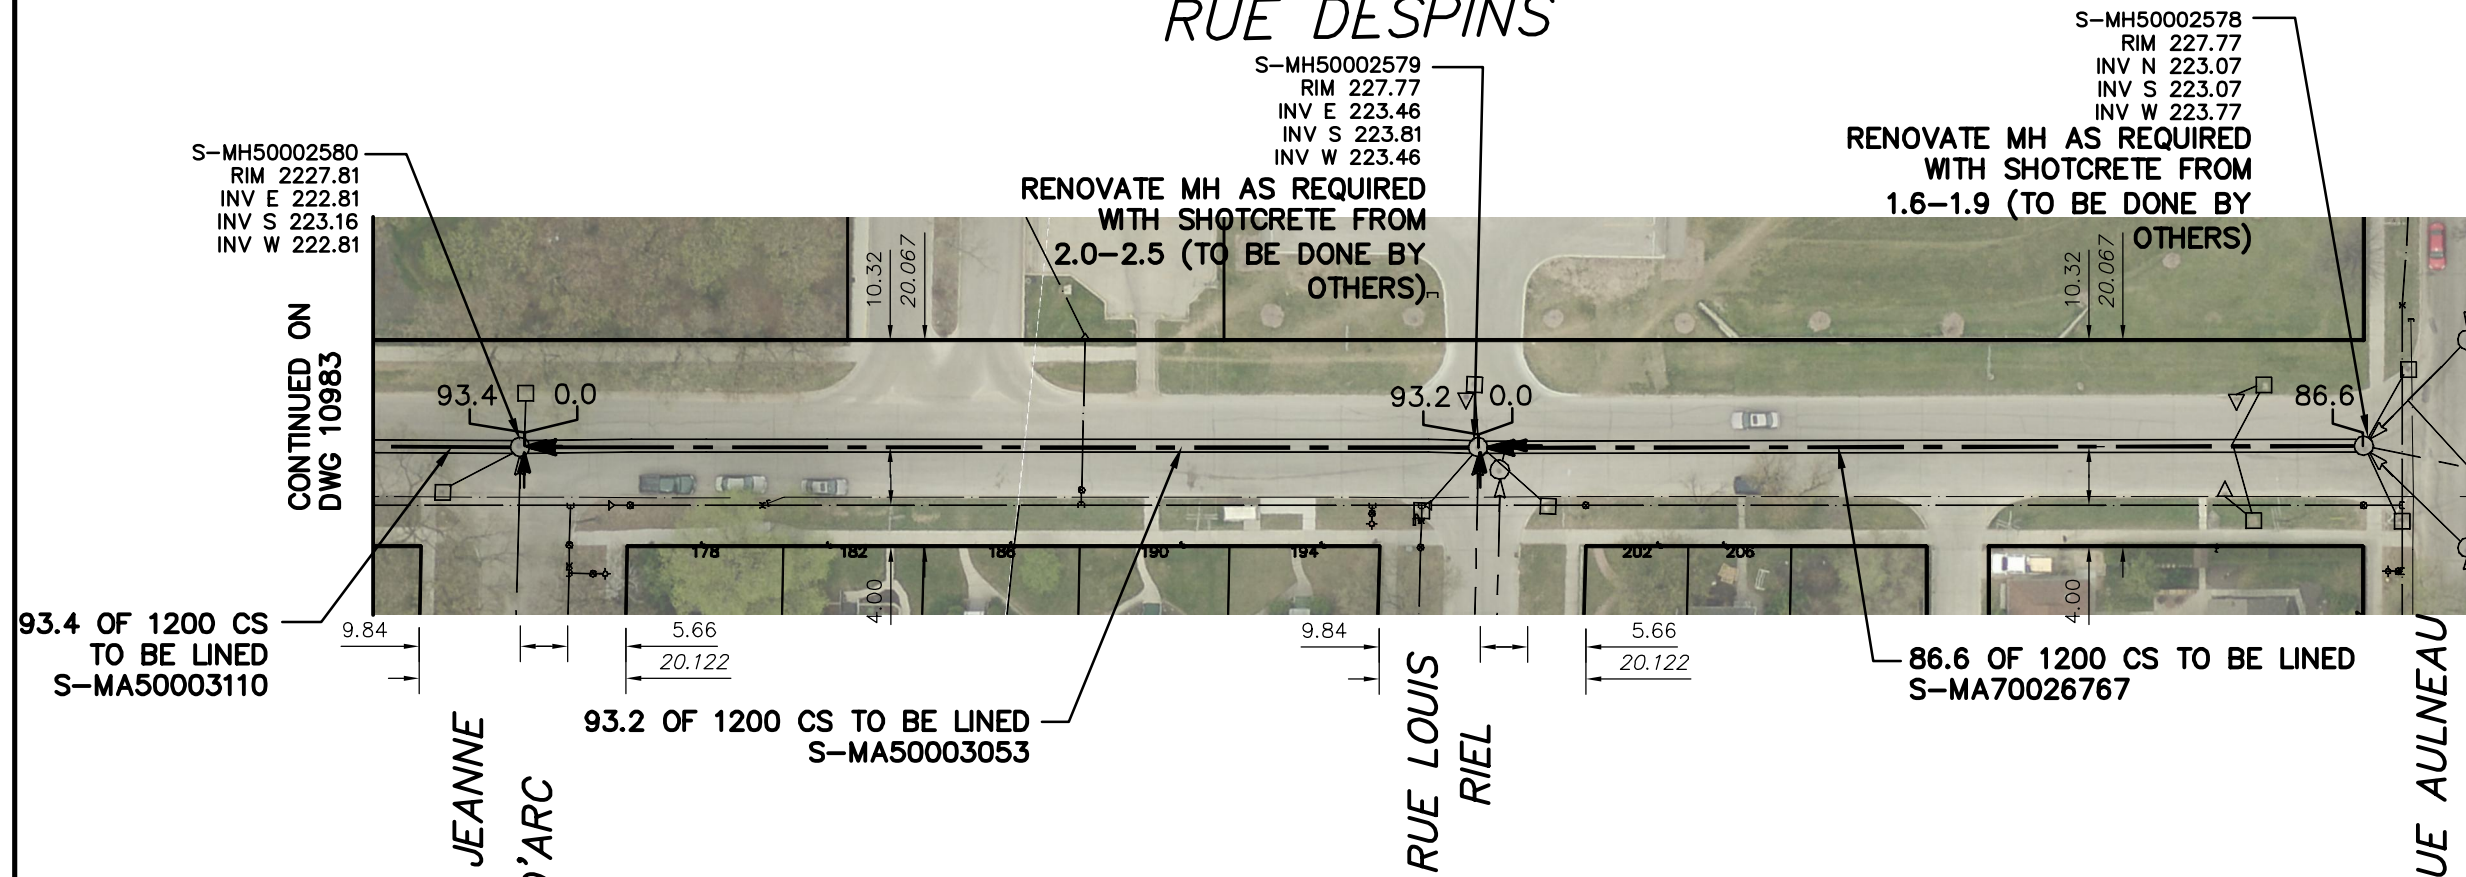 RUE DESPINS
S-MH50002580
RIM 2227.81
INV E 222.81
INV S 223.16
INV W 222.81
S-MH50002579
RIM 227.77
INV E 223.46
INV S 223.81
INV W 223.46
RENOVATE MH AS REQUIRED
WITH SHOTCRETE FROM
2.0-2.5 (TO BE DONE BY
OTHERS)
S-MH50002578
RIM 227.77
INV N 223.07
INV S 223.07
INV W 223.77
RENOVATE MH AS REQUIRED
WITH SHOTCRETE FROM
1.6-1.9 (TO BE DONE BY
OTHERS)
CONTINUED ON
DWG 10983
10.32
20.067
10.32
20.067
93.4
0.0
93.2
0.0
86.6
178
182
186
190
194
202
206
4.00
4.00
93.4 OF 1200 CS
TO BE LINED
S-MA50003110
9.84
5.66
20.122
9.84
5.66
20.122
93.2 OF 1200 CS TO BE LINED
S-MA50003053
86.6 OF 1200 CS TO BE LINED
S-MA70026767
JEANNE
D'ARC
RUE LOUIS
RIEL
UE AULNEAU